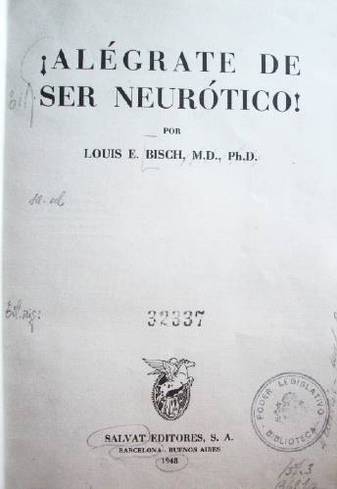 ¡ALÉGRATE DE
SER NEURÓTICO!
POR
LOUIS E. BISCH, M.D., Ph.D.
32337
SALVAT EDITORES, S. A.
BARCELONA - BUENOS AIRES
1948
PODER LEGISLATIVO
BIBLIOTECA